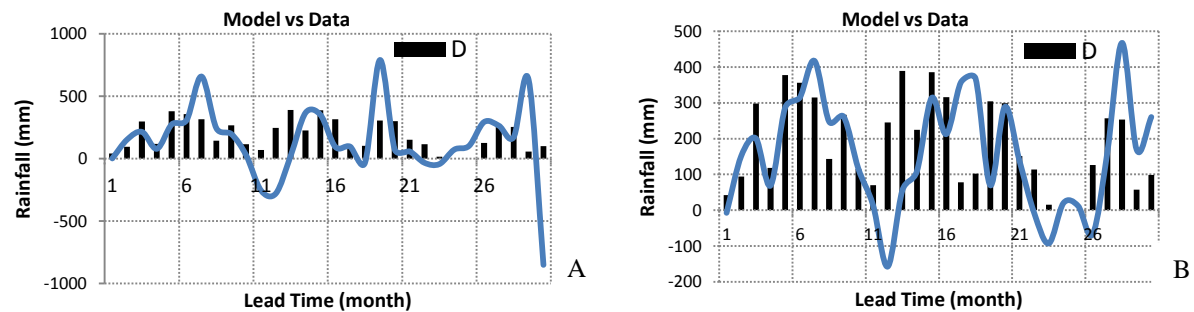 Model vs Data
1000
500
0
-500
-1000
Rainfall (mm)
D
1 6 11 16 21 26
Lead Time (month)
A
Model vs Data
500
400
300
200
100
0
-100
-200
Rainfall (mm)
D
1 6 11 16 21 26
Lead Time (month)
B